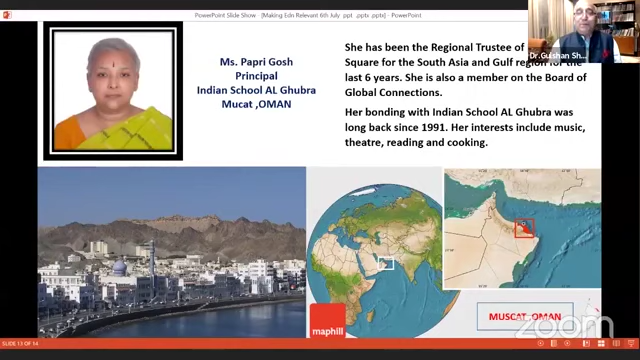 PowerPoint Slide Show - [Making Edn Relevant 6th July .ppt .pptx .pptx] - PowerPoint
Dr.Gulshan Sh...
Ms. Papri Gosh
Principal
Indian School AL Ghubra
Mucat ,OMAN
She has been the Regional Trustee of
Square for the South Asia and Gulf region for the
last 6 years. She is also a member on the Board of
Global Connections.
Her bonding with Indian School AL Ghubra was
long back since 1991. Her interests include music,
theatre, reading and cooking.
maphill
MUSCAT ,OMAN
zoom
SLIDE 13 OF 14